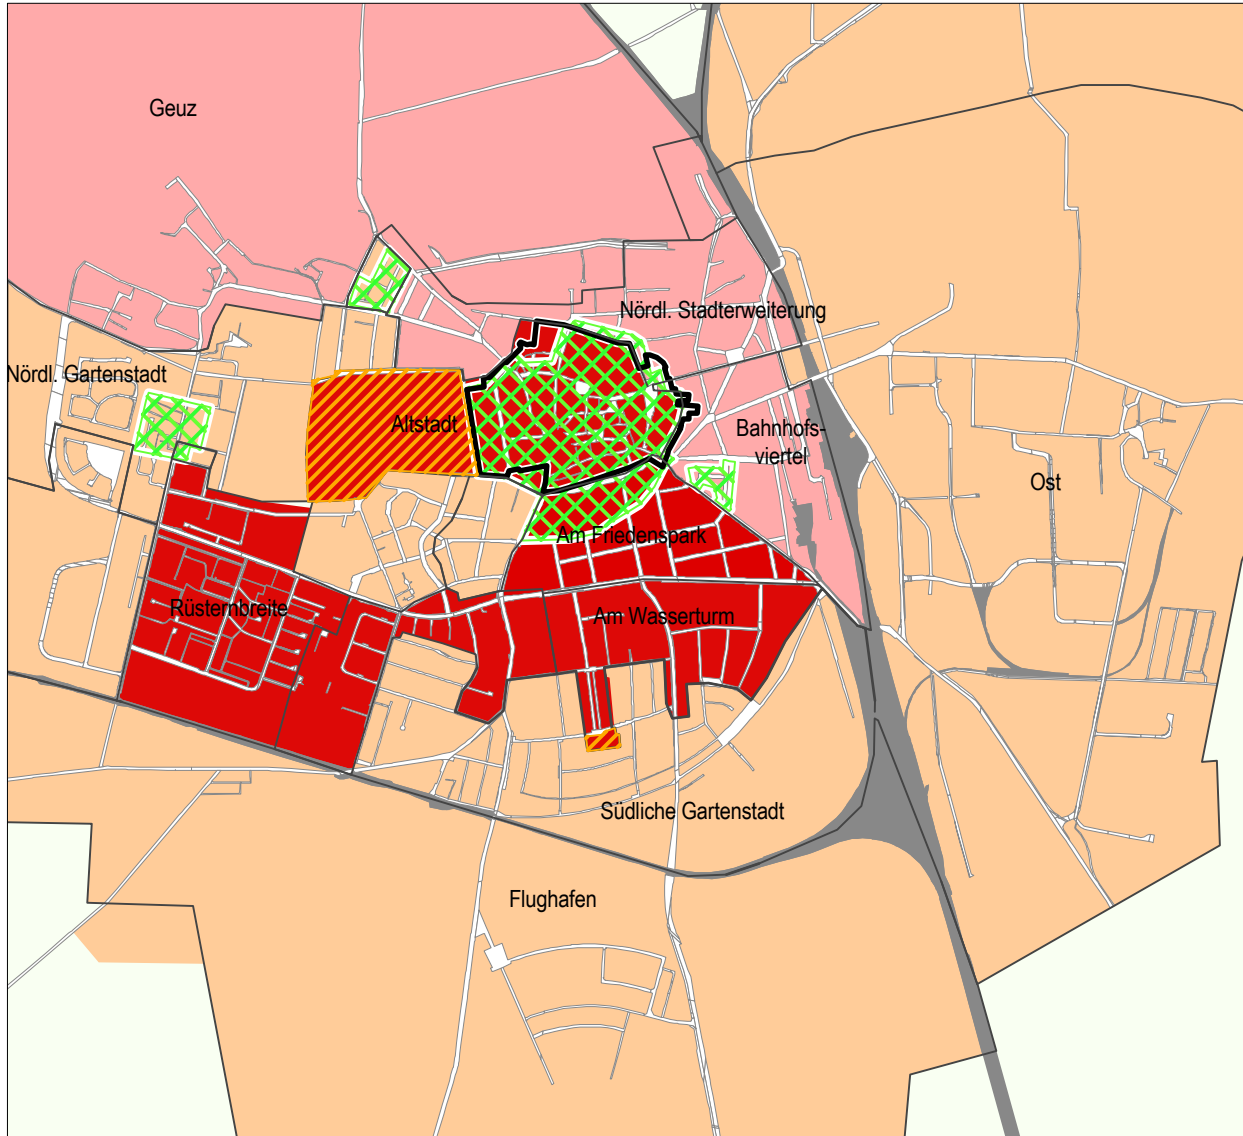 Geuz
Nördl. Stadterweiterung
Nördl. Gartenstadt
Altstadt
Bahnhofs-
viertel
Ost
Am Friedenspark
Rüsternbreite
Am Wasserturm
Südliche Gartenstadt
Flughafen